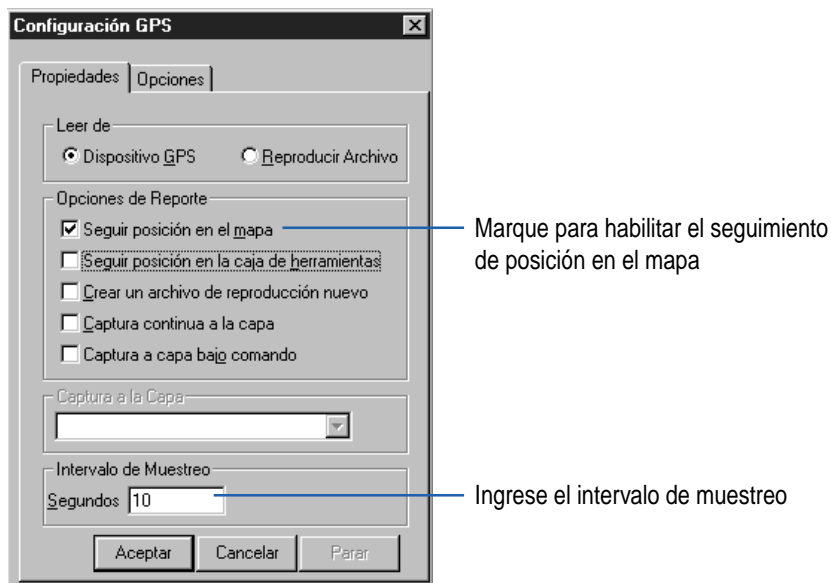 Configuración GPS
Propiedades
Opciones
Leer de
Dispositivo GPS
Reproducir Archivo
Opciones de Reporte
Seguir posición en el mapa
Marque para habilitar el seguimiento
de posición en el mapa
Seguir posición en la caja de herramientas
Crear un archivo de reproducción nuevo
Captura continua a la capa
Captura a capa bajo comando
Captura a la Capa
Intervalo de Muestreo
Segundos 10
Ingrese el intervalo de muestreo
Aceptar
Cancelar
Parar